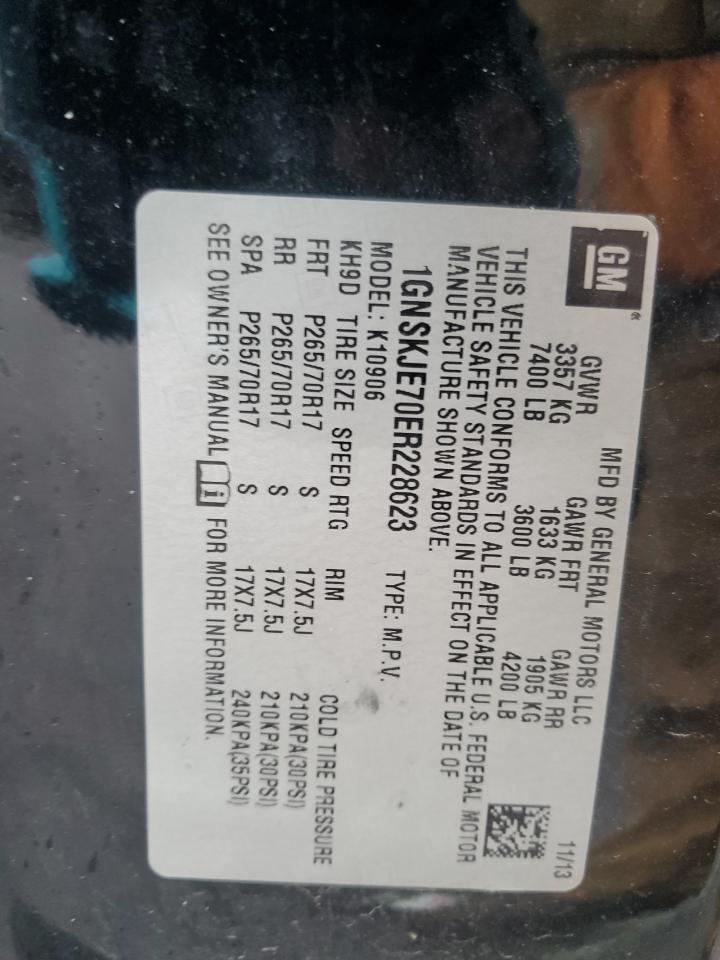 GM
MFD BY GENERAL MOTORS LLC 11/13
GVWR GAWR FRT GAWR RR
3357 KG 1633 KG 1905 KG
7400 LB 3600 LB 4200 LB
THIS VEHICLE CONFORMS TO ALL APPLICABLE U.S. FEDERAL MOTOR
VEHICLE SAFETY STANDARDS IN EFFECT ON THE DATE OF
MANUFACTURE SHOWN ABOVE.
1GNSKJE70ER228623 TYPE: M.P.V.
MODEL: K10906
KH9D TIRE SIZE SPEED RTG RIM COLD TIRE PRESSURE
FRT P265/70R17 S 17X7.5J 210KPA(30PSI)
RR P265/70R17 S 17X7.5J 210KPA(30PSI)
SPA P265/70R17 S 17X7.5J 240KPA(35PSI)
SEE OWNER'S MANUAL FOR MORE INFORMATION.